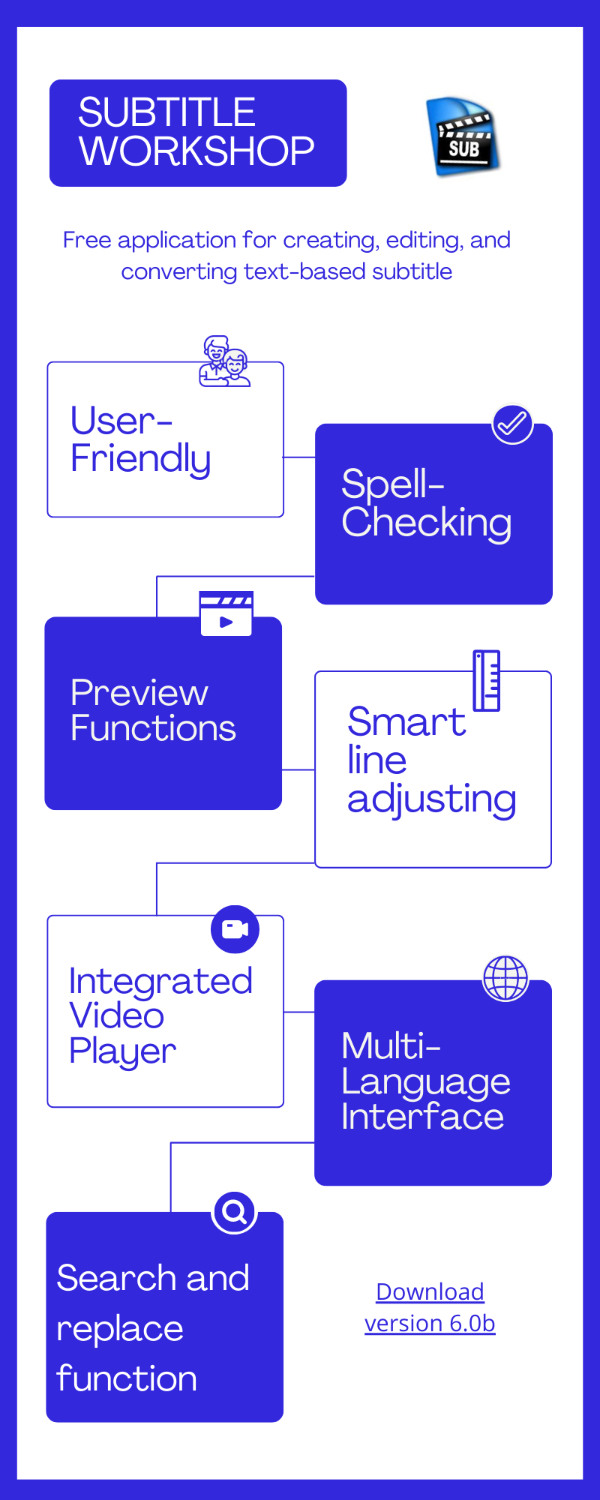 SUBTITLE
WORKSHOP
SUB
Free application for creating, editing, and
converting text-based subtitle
User-
Friendly
Spell-
Checking
Preview
Functions
Smart
line
adjusting
Integrated
Video
Player
Multi-
Language
Interface
Search and
replace
function
Download
version 6.0b